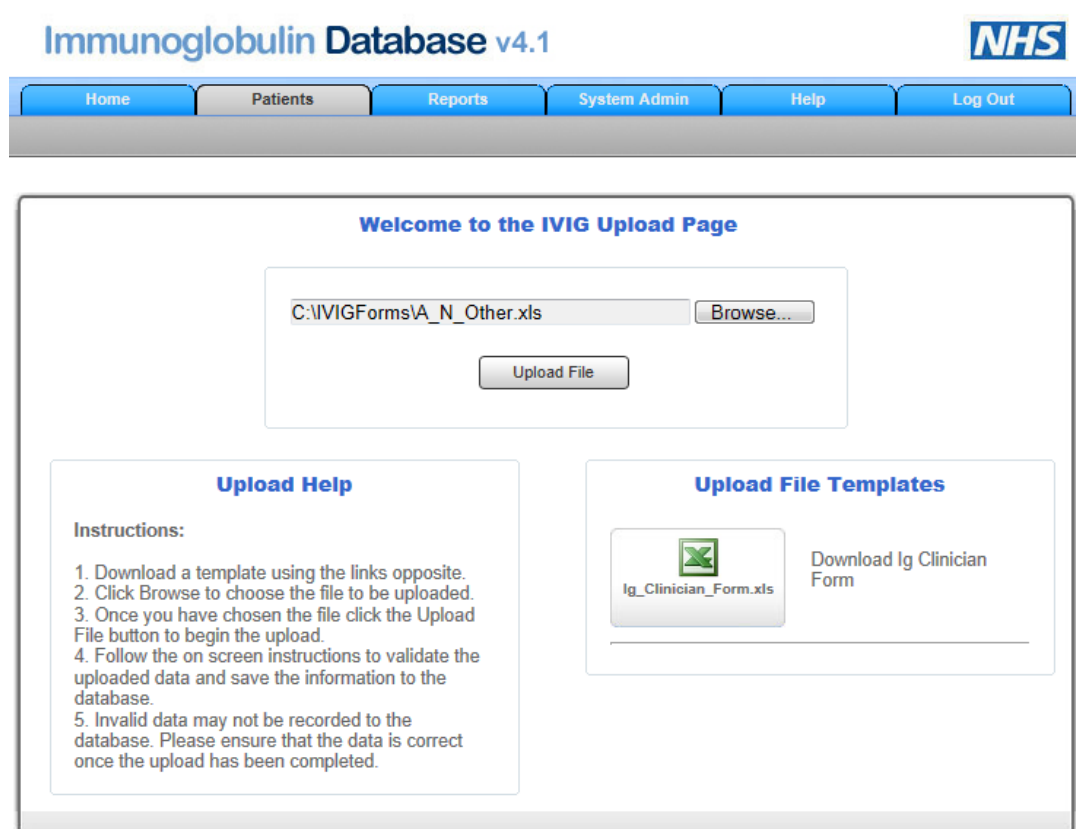 Immunoglobulin Database v4.1
NHS
Home Patients Reports System Admin Help Log Out
Welcome to the IVIG Upload Page
C:\IVIGForms\A_N_Other.xls Browse...
Upload File
Upload Help
Instructions:
1. Download a template using the links opposite.
2. Click Browse to choose the file to be uploaded.
3. Once you have chosen the file click the Upload
File button to begin the upload.
4. Follow the on screen instructions to validate the
uploaded data and save the information to the
database.
5. Invalid data may not be recorded to the
database. Please ensure that the data is correct
once the upload has been completed.
Upload File Templates
Ig_Clinician_Form.xls
Download Ig Clinician
Form